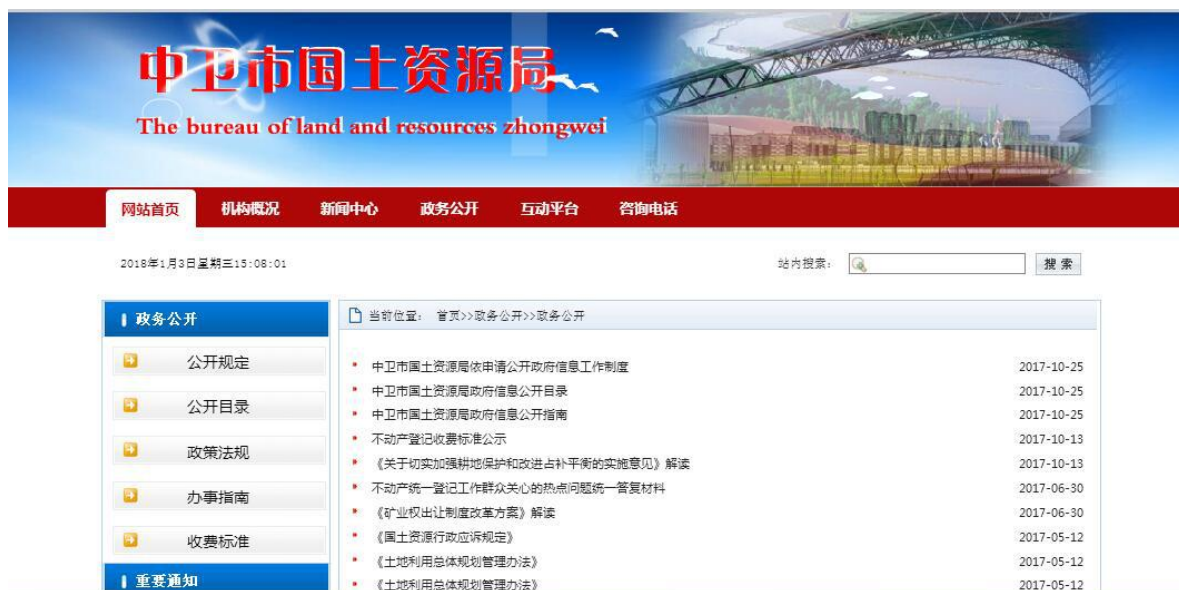 中卫市国土资源局
The bureau of land and resources zhongwei
网站首页 机构概况 新闻中心 政务公开 互动平台 咨询电话
2018年1月3日星期三15:08:01 站内搜索： 搜 索
政务公开
公开规定
公开目录
政策法规
办事指南
收费标准
重要通知
当前位置： 首页>>政务公开>>政务公开
中卫市国土资源局依申请公开政府信息工作制度 2017-10-25
中卫市国土资源局政府信息公开目录 2017-10-25
中卫市国土资源局政府信息公开指南 2017-10-25
不动产登记收费标准公示 2017-10-13
《关于切实加强耕地保护和改进占补平衡的实施意见》解读 2017-10-13
不动产统一登记工作群众关心的热点问题统一答复材料 2017-06-30
《矿业权出让制度改革方案》解读 2017-06-30
《国土资源行政应诉规定》 2017-05-12
《土地利用总体规划管理办法》 2017-05-12
《土地利用总体规划管理办法》 2017-05-12